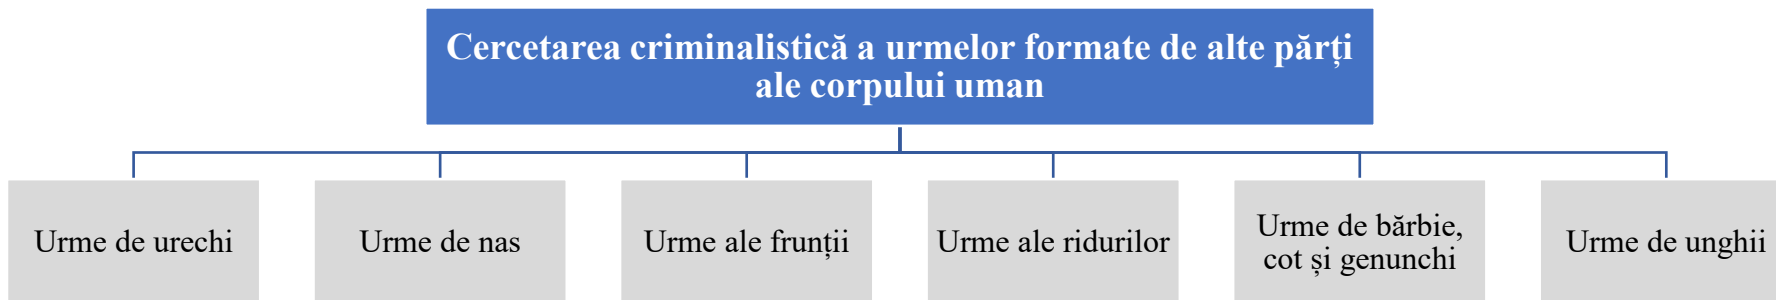 Cercetarea criminalistică a urmelor formate de alte părți
ale corpului uman
Urme de urechi
Urme de nas
Urme ale frunții
Urme ale ridurilor
Urme de bărbie,
cot și genunchi
Urme de unghii